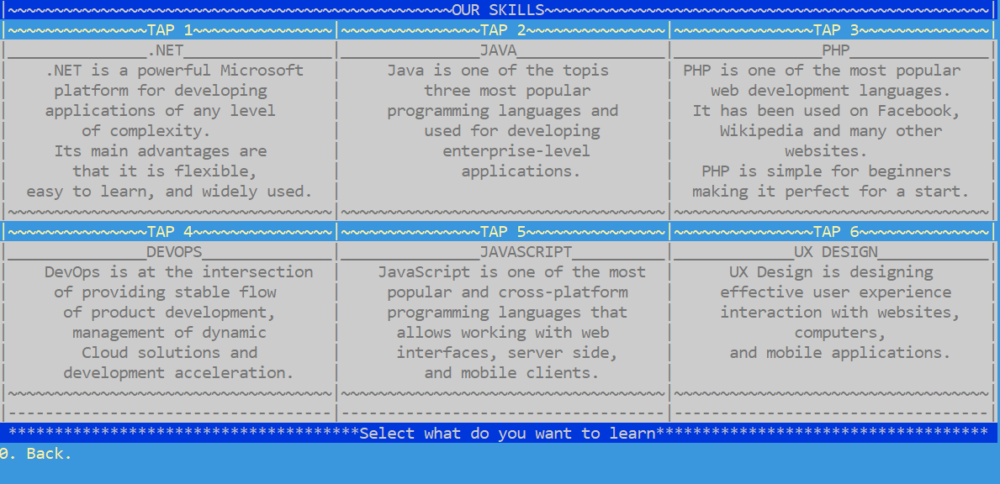 OUR SKILLS
TAP 1
TAP 2
TAP 3
.NET
.NET is a powerful Microsoft
platform for developing
applications of any level
of complexity.
Its main advantages are
that it is flexible,
easy to learn, and widely used.
JAVA
Java is one of the topis
three most popular
programming languages and
used for developing
enterprise-level
applications.
PHP
PHP is one of the most popular
web development languages.
It has been used on Facebook,
Wikipedia and many other
websites.
PHP is simple for beginners
making it perfect for a start.
TAP 4
TAP 5
TAP 6
DEVOPS
DevOps is at the intersection
of providing stable flow
of product development,
management of dynamic
Cloud solutions and
development acceleration.
JAVASCRIPT
JavaScript is one of the most
popular and cross-platform
programming languages that
allows working with web
interfaces, server side,
and mobile clients.
UX DESIGN
UX Design is designing
effective user experience
interaction with websites,
computers,
and mobile applications.
Select what do you want to learn
0. Back.